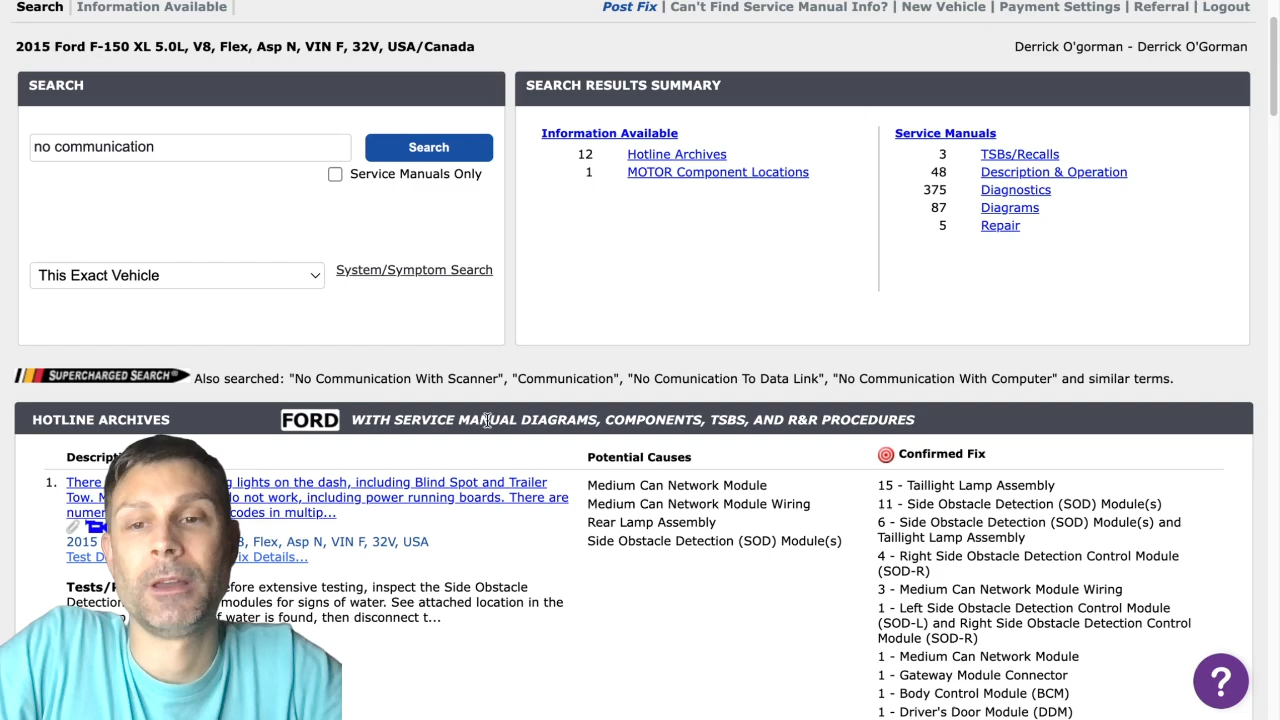 Search | Information Available |
Post Fix | Can't Find Service Manual Info? | New Vehicle | Payment Settings | Referral | Logout
2015 Ford F-150 XL 5.0L, V8, Flex, Asp N, VIN F, 32V, USA/Canada
Derrick O'gorman - Derrick O'Gorman
SEARCH
no communication
Search
Service Manuals Only
This Exact Vehicle
System/Symptom Search
SEARCH RESULTS SUMMARY
Information Available
12 Hotline Archives
1 MOTOR Component Locations
Service Manuals
3 TSBs/Recalls
48 Description & Operation
375 Diagnostics
87 Diagrams
5 Repair
SUPERCHARGED SEARCH® Also searched: "No Communication With Scanner", "Communication", "No Comunication To Data Link", "No Communication With Computer" and similar terms.
HOTLINE ARCHIVES FORD WITH SERVICE MANUAL DIAGRAMS, COMPONENTS, TSBS, AND R&R PROCEDURES
1. There lights on the dash, including Blind Spot and Trailer
Tow. do not work, including power running boards. There are
codes in multip...
2015 Flex, Asp N, VIN F, 32V, USA
Test Details...
Tests/ before extensive testing, inspect the Side Obstacle
modules for signs of water. See attached location in the
of water is found, then disconnect t...
Potential Causes
Medium Can Network Module
Medium Can Network Module Wiring
Rear Lamp Assembly
Side Obstacle Detection (SOD) Module(s)
Confirmed Fix
15 - Taillight Lamp Assembly
11 - Side Obstacle Detection (SOD) Module(s)
6 - Side Obstacle Detection (SOD) Module(s) and
Taillight Lamp Assembly
4 - Right Side Obstacle Detection Control Module
(SOD-R)
3 - Medium Can Network Module Wiring
1 - Left Side Obstacle Detection Control Module
(SOD-L) and Right Side Obstacle Detection Control
Module (SOD-R)
1 - Medium Can Network Module
1 - Gateway Module Connector
1 - Body Control Module (BCM)
1 - Driver's Door Module (DDM)
?